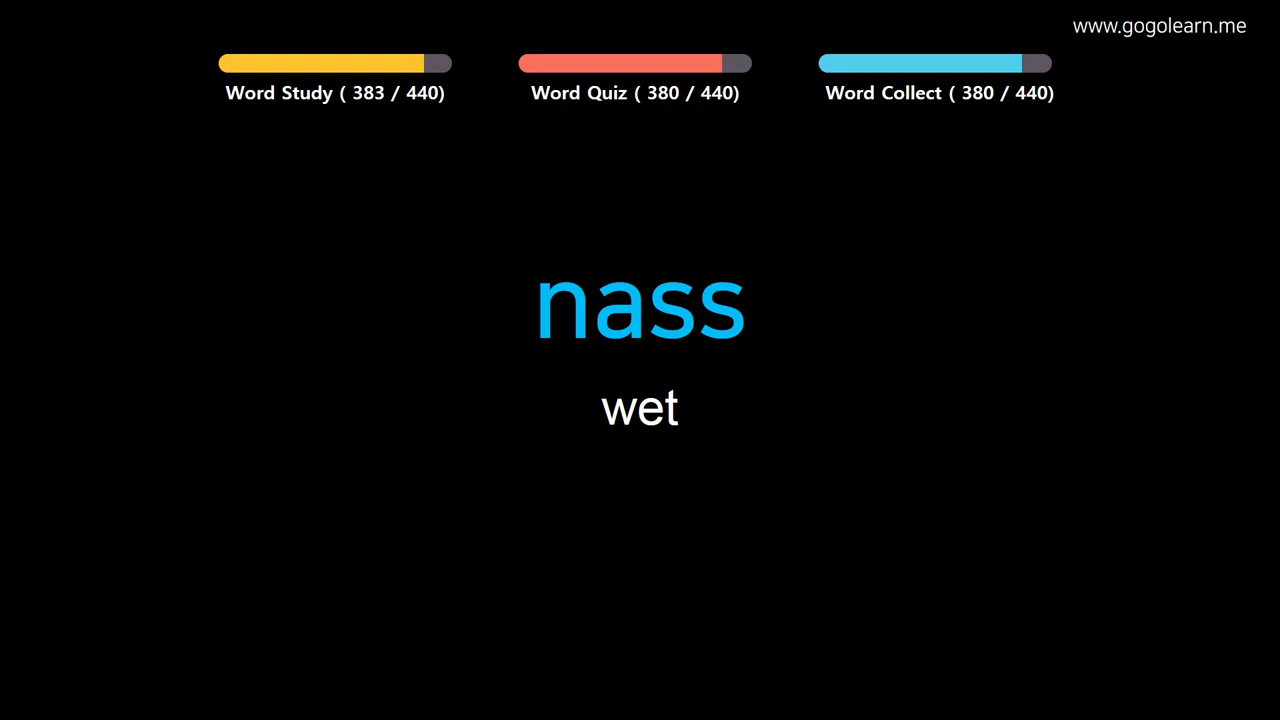 www.gogolearn.me
Word Study ( 383 / 440)
Word Quiz ( 380 / 440)
Word Collect ( 380 / 440)
nass
wet